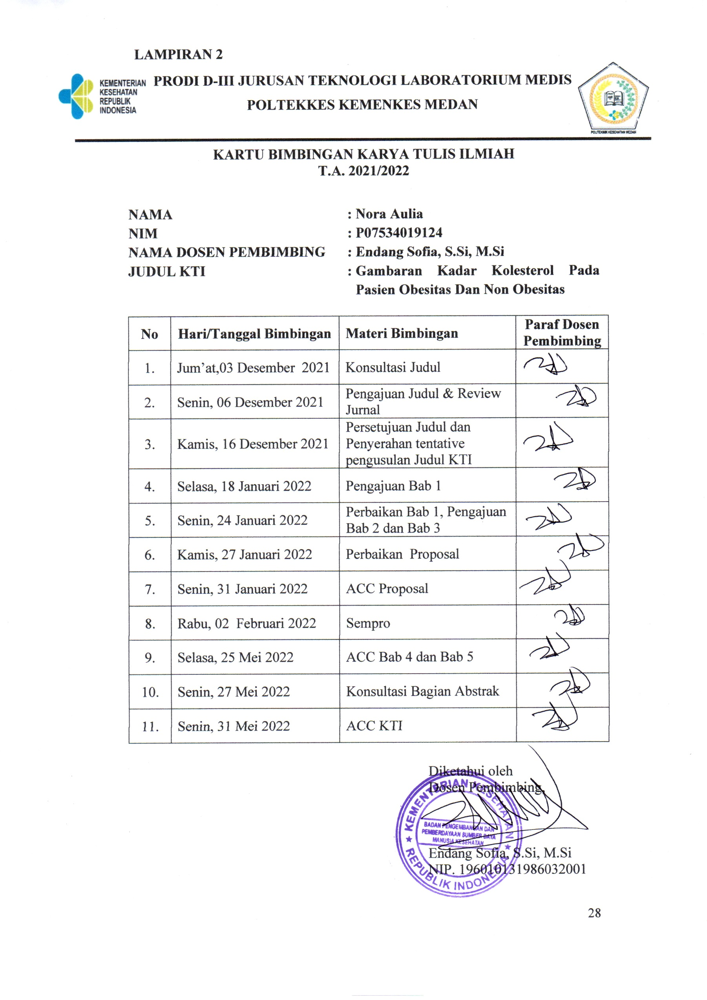 LAMPIRAN 2
KEMENTERIAN
KESEHATAN
REPUBLIK
INDONESIA
PRODI D-III JURUSAN TEKNOLOGI LABORATORIUM MEDIS
POLTEKKES KEMENKES MEDAN
POLITEKNIK KESEHATAN MEDAN
KARTU BIMBINGAN KARYA TULIS ILMIAH
T.A. 2021/2022
NAMA : Nora Aulia
NIM : P07534019124
NAMA DOSEN PEMBIMBING : Endang Sofia, S.Si, M.Si
JUDUL KTI : Gambaran Kadar Kolesterol Pada
Pasien Obesitas Dan Non Obesitas
No Hari/Tanggal Bimbingan Materi Bimbingan Paraf Dosen Pembimbing
1. Jum’at,03 Desember 2021 Konsultasi Judul
2. Senin, 06 Desember 2021 Pengajuan Judul & Review
Jurnal
3. Kamis, 16 Desember 2021 Persetujuan Judul dan
Penyerahan tentative
pengusulan Judul KTI
4. Selasa, 18 Januari 2022 Pengajuan Bab 1
5. Senin, 24 Januari 2022 Perbaikan Bab 1, Pengajuan
Bab 2 dan Bab 3
6. Kamis, 27 Januari 2022 Perbaikan Proposal
7. Senin, 31 Januari 2022 ACC Proposal
8. Rabu, 02 Februari 2022 Sempro
9. Selasa, 25 Mei 2022 ACC Bab 4 dan Bab 5
10. Senin, 27 Mei 2022 Konsultasi Bagian Abstrak
11. Senin, 31 Mei 2022 ACC KTI
Diketahui oleh
Dosen Pembimbing,
KEMENTERIAN KESEHATAN
BADAN PENGEMBANGAN DAN
PEMBERDAYAAN SUMBER DAYA
MANUSIA KESEHATAN
REPUBLIK INDONESIA
Endang Sofia, S.Si, M.Si
NIP. 196010131986032001
28